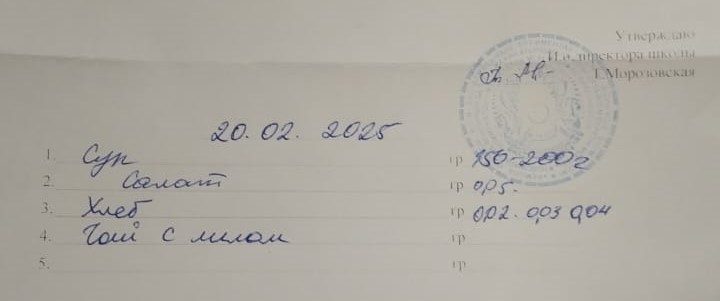 Утверждаю
И.о. директора школы
Г.Морозовская
20.02. 2025
1. Суп гр 150-200г
2. Салат гр 0,05.
3. Хлеб гр 0,02. 0,03 0,04
4. Чай с гр
5. гр